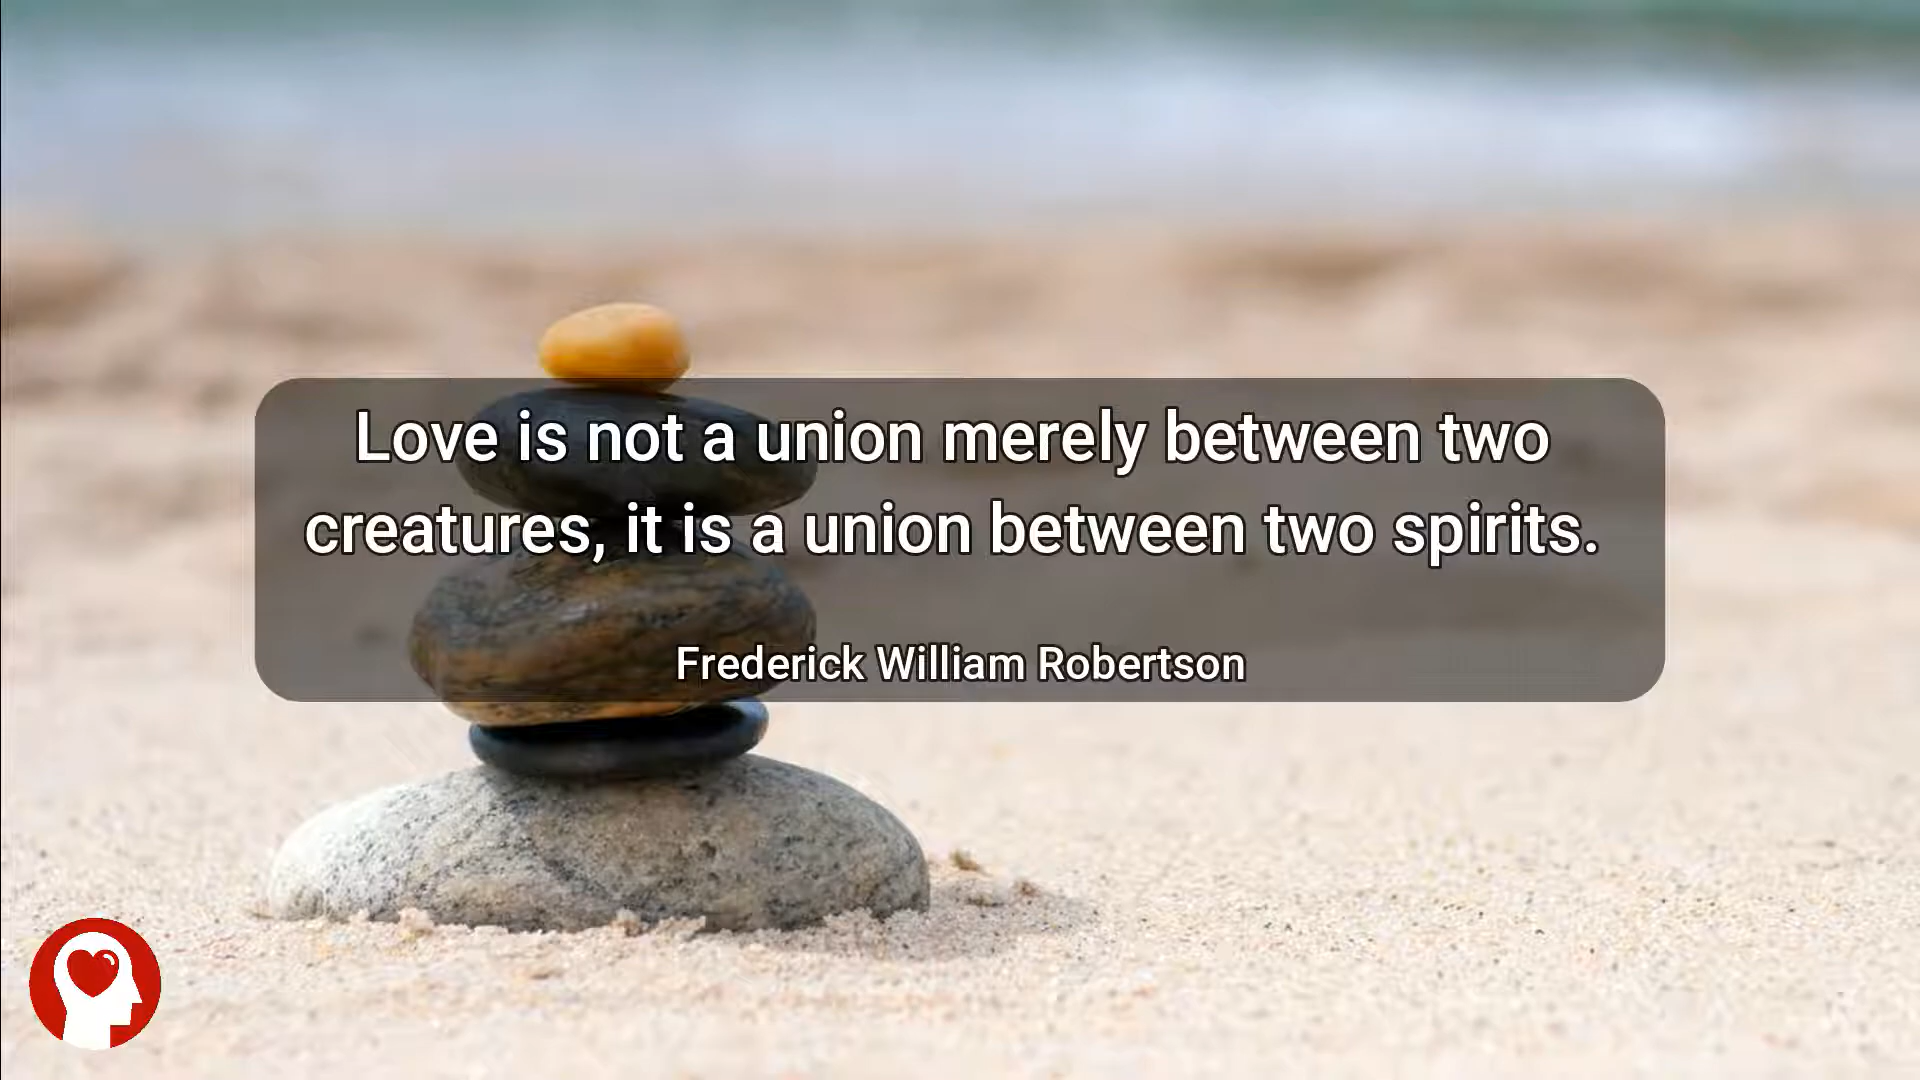 Love is not a union merely between two
creatures, it is a union between two spirits.
Frederick William Robertson